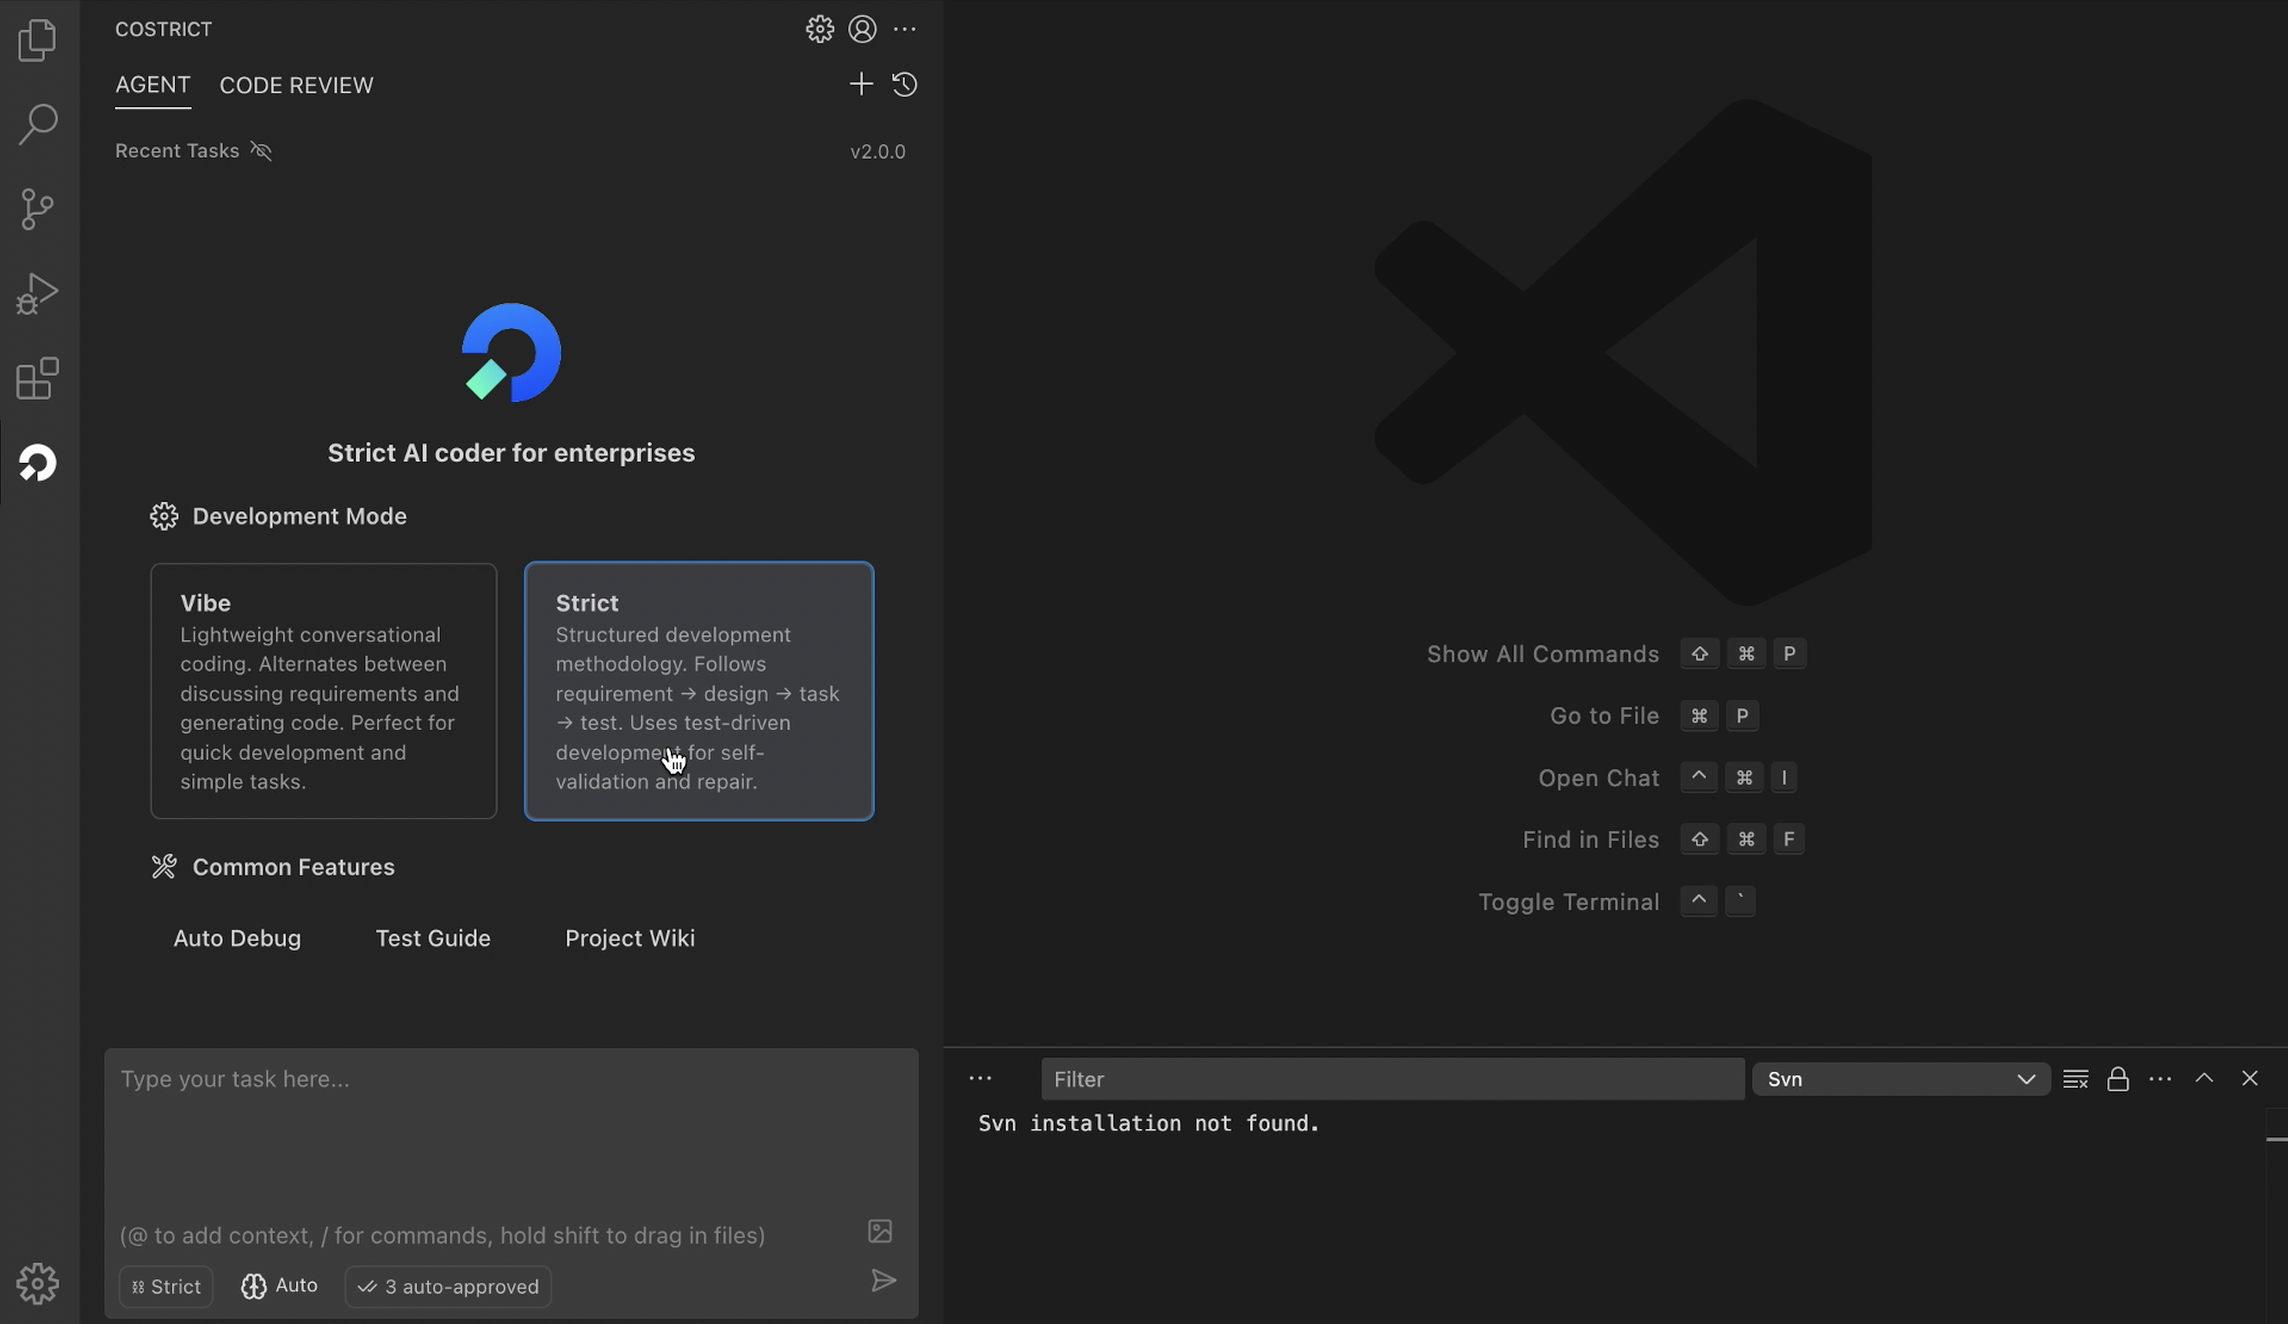 COSTRICT
AGENT CODE REVIEW
Recent Tasks
v2.0.0
Strict AI coder for enterprises
Development Mode
Vibe
Lightweight conversational
coding. Alternates between
discussing requirements and
generating code. Perfect for
quick development and
simple tasks.
Strict
Structured development
methodology. Follows
requirement → design → task
→ test. Uses test-driven
development for self-
validation and repair.
Common Features
Auto Debug Test Guide Project Wiki
Type your task here...
(@ to add context, / for commands, hold shift to drag in files)
Strict Auto 3 auto-approved
Show All Commands ⇧ ⌘ P
Go to File ⌘ P
Open Chat ^ ⌘ I
Find in Files ⇧ ⌘ F
Toggle Terminal ^ `
Filter
Svn
Svn installation not found.